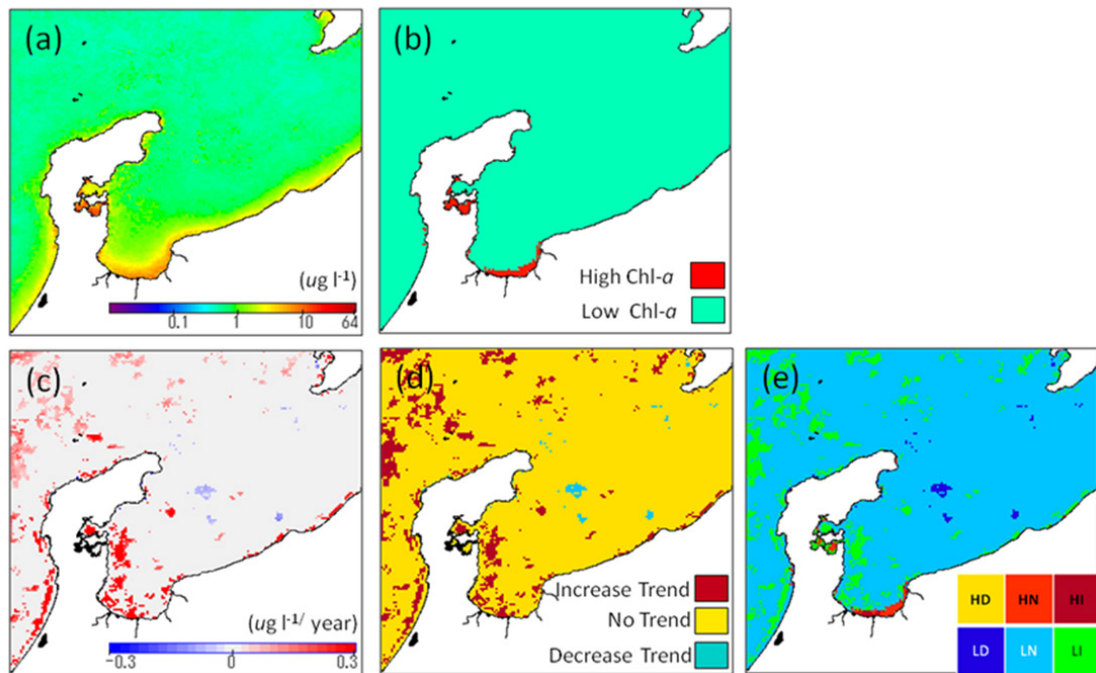 (a)
(ug l-1)
0.1 1 10 64
(b)
High Chl-a
Low Chl-a
(c)
(ug l-1/ year)
−0.3 0 0.3
(d)
Increase Trend
No Trend
Decrease Trend
(e)
HD HN HI
LD LN LI